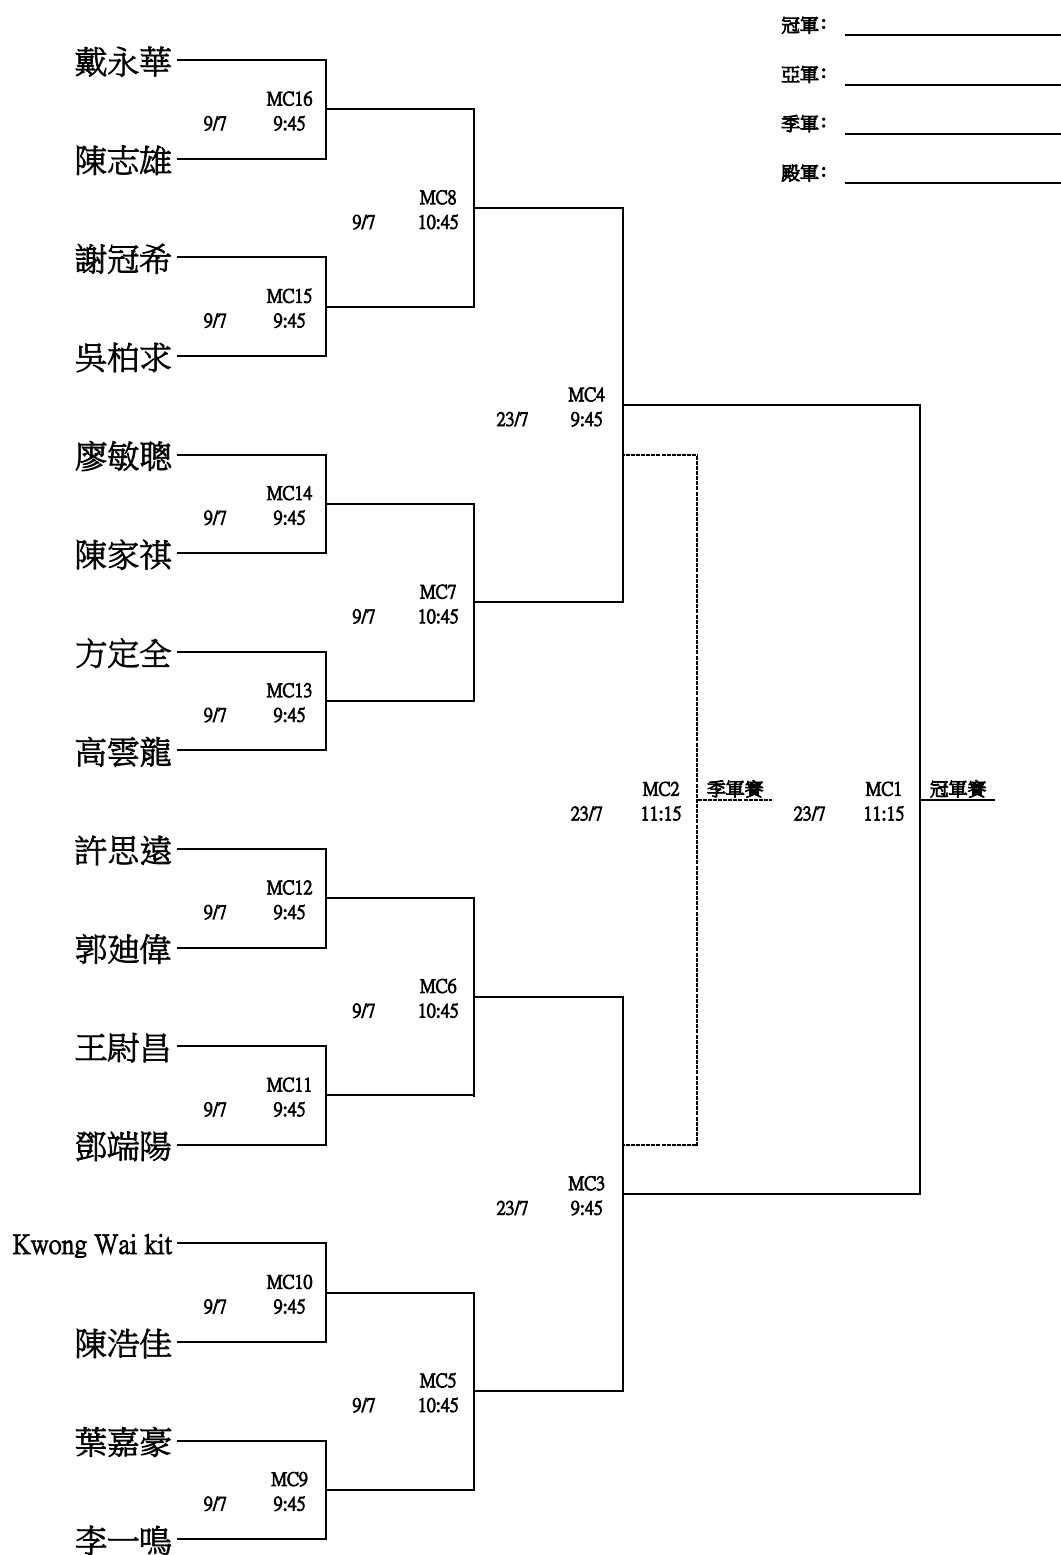 冠軍：
戴永華
MC16
亞軍：
9/7 9:45
季軍：
陳志雄
殿軍：
MC8
9/7 10:45
謝冠希
MC15
9/7 9:45
吳柏求
MC4
23/7 9:45
廖敏聰
MC14
9/7 9:45
陳家祺
MC7
9/7 10:45
方定全
MC13
9/7 9:45
高雲龍
MC2 季軍賽 MC1 冠軍賽
23/7 11:15 23/7 11:15
許思遠
MC12
9/7 9:45
郭廸偉
MC6
9/7 10:45
王尉昌
MC11
9/7 9:45
鄧端陽
MC3
23/7 9:45
Kwong Wai kit
MC10
9/7 9:45
陳浩佳
MC5
9/7 10:45
葉嘉豪
MC9
9/7 9:45
李一鳴